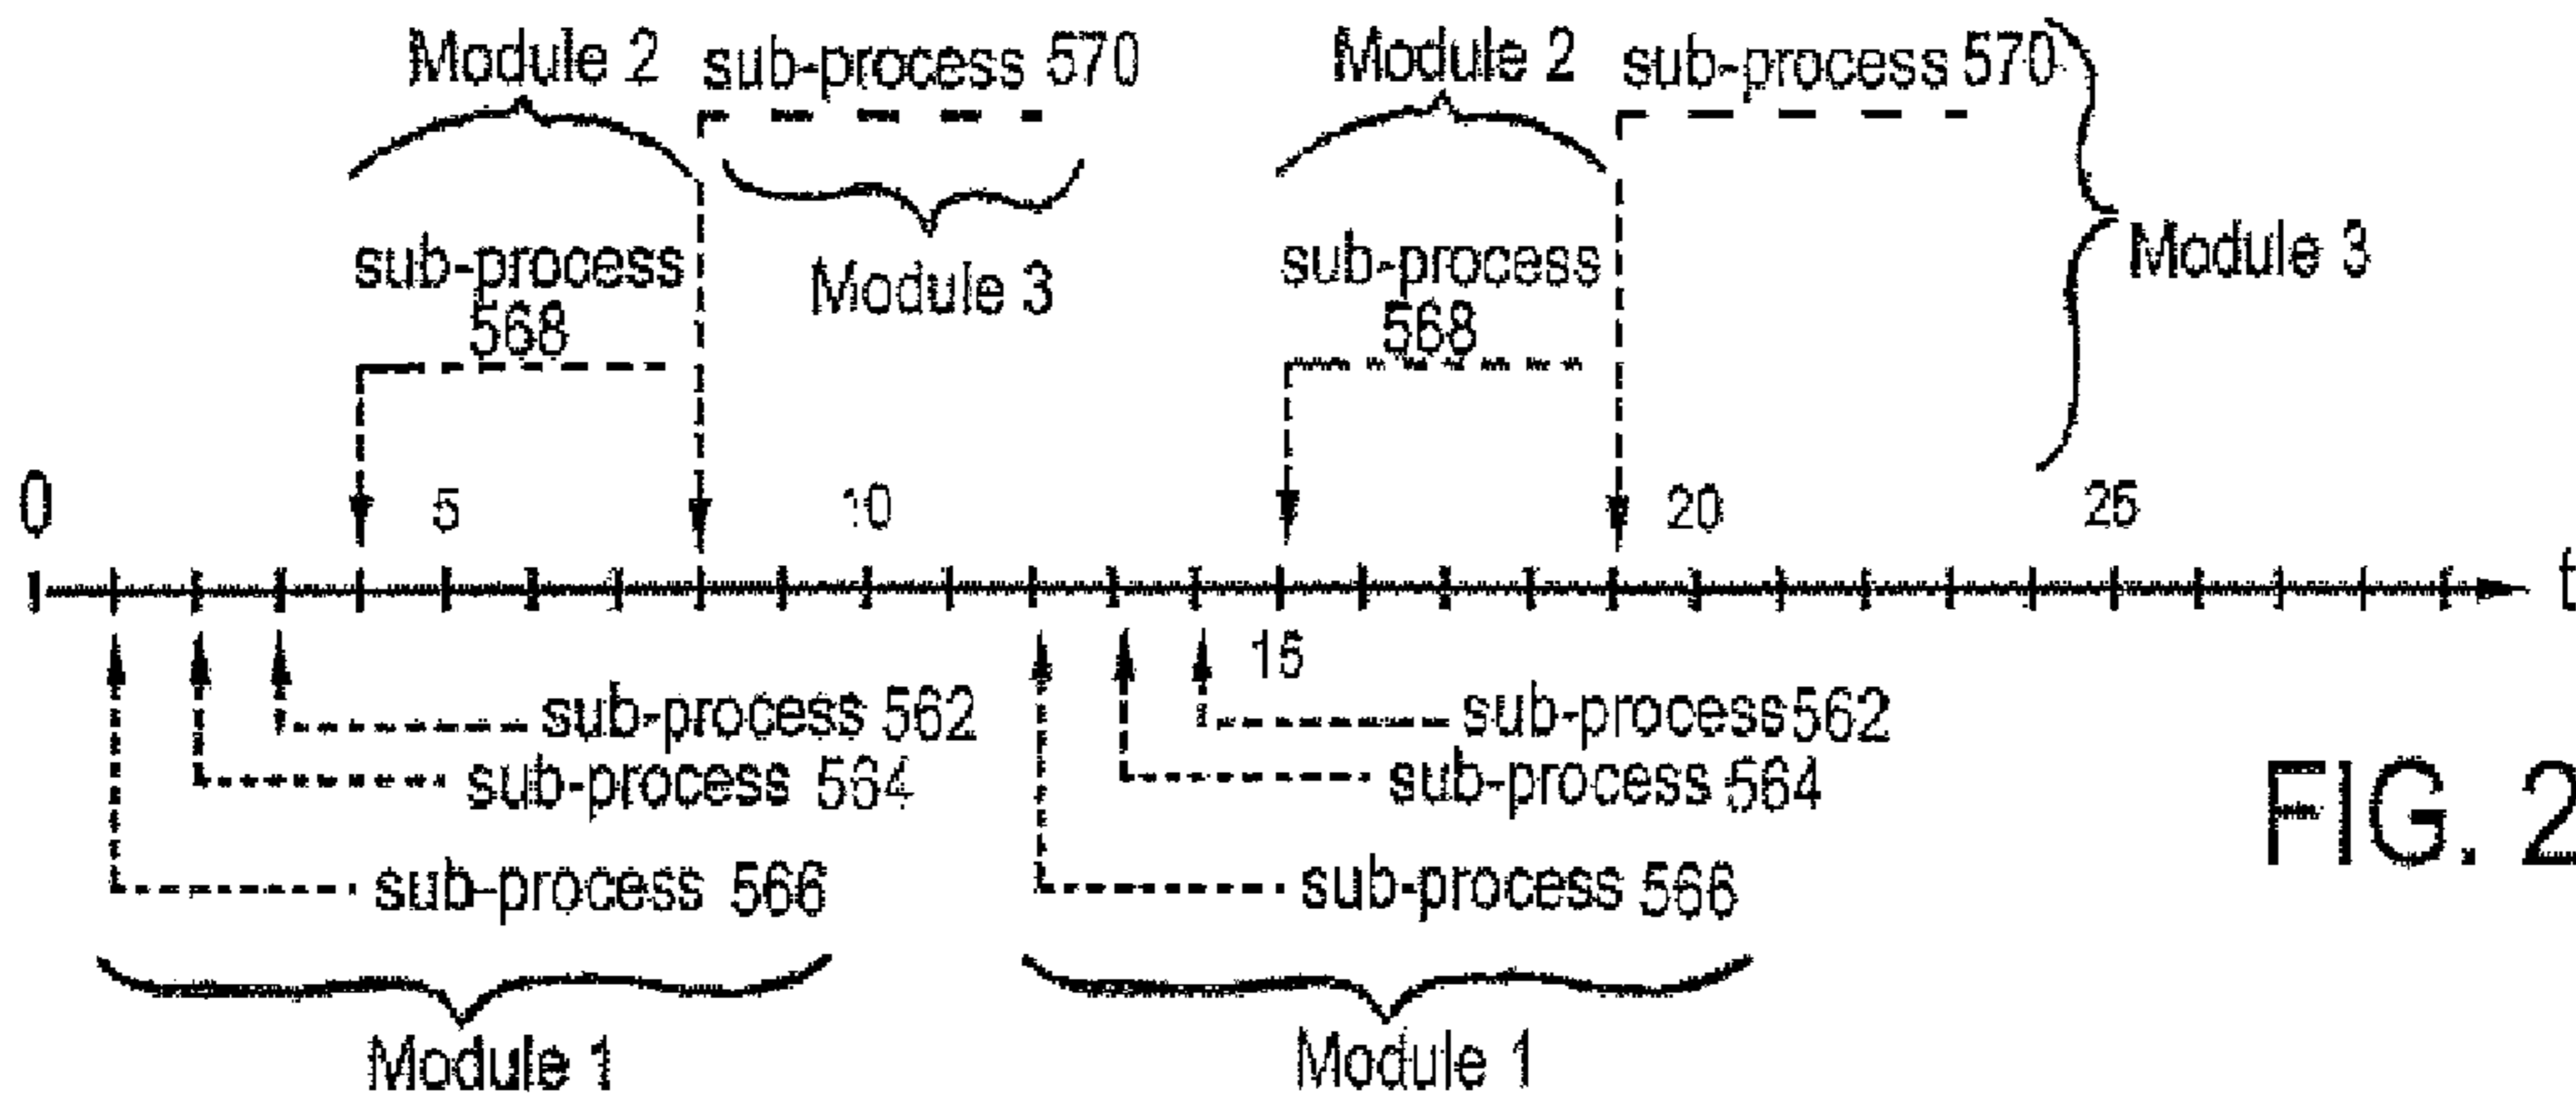 Module 2
sub-process 570
Module 2
sub-process 570
sub-process
568
Module 3
sub-process
568
Module 3
0
5
10
20
25
t
15
sub-process 562
sub-process 562
sub-process 564
sub-process 564
sub-process 566
sub-process 566
FIG. 2
Module 1
Module 1